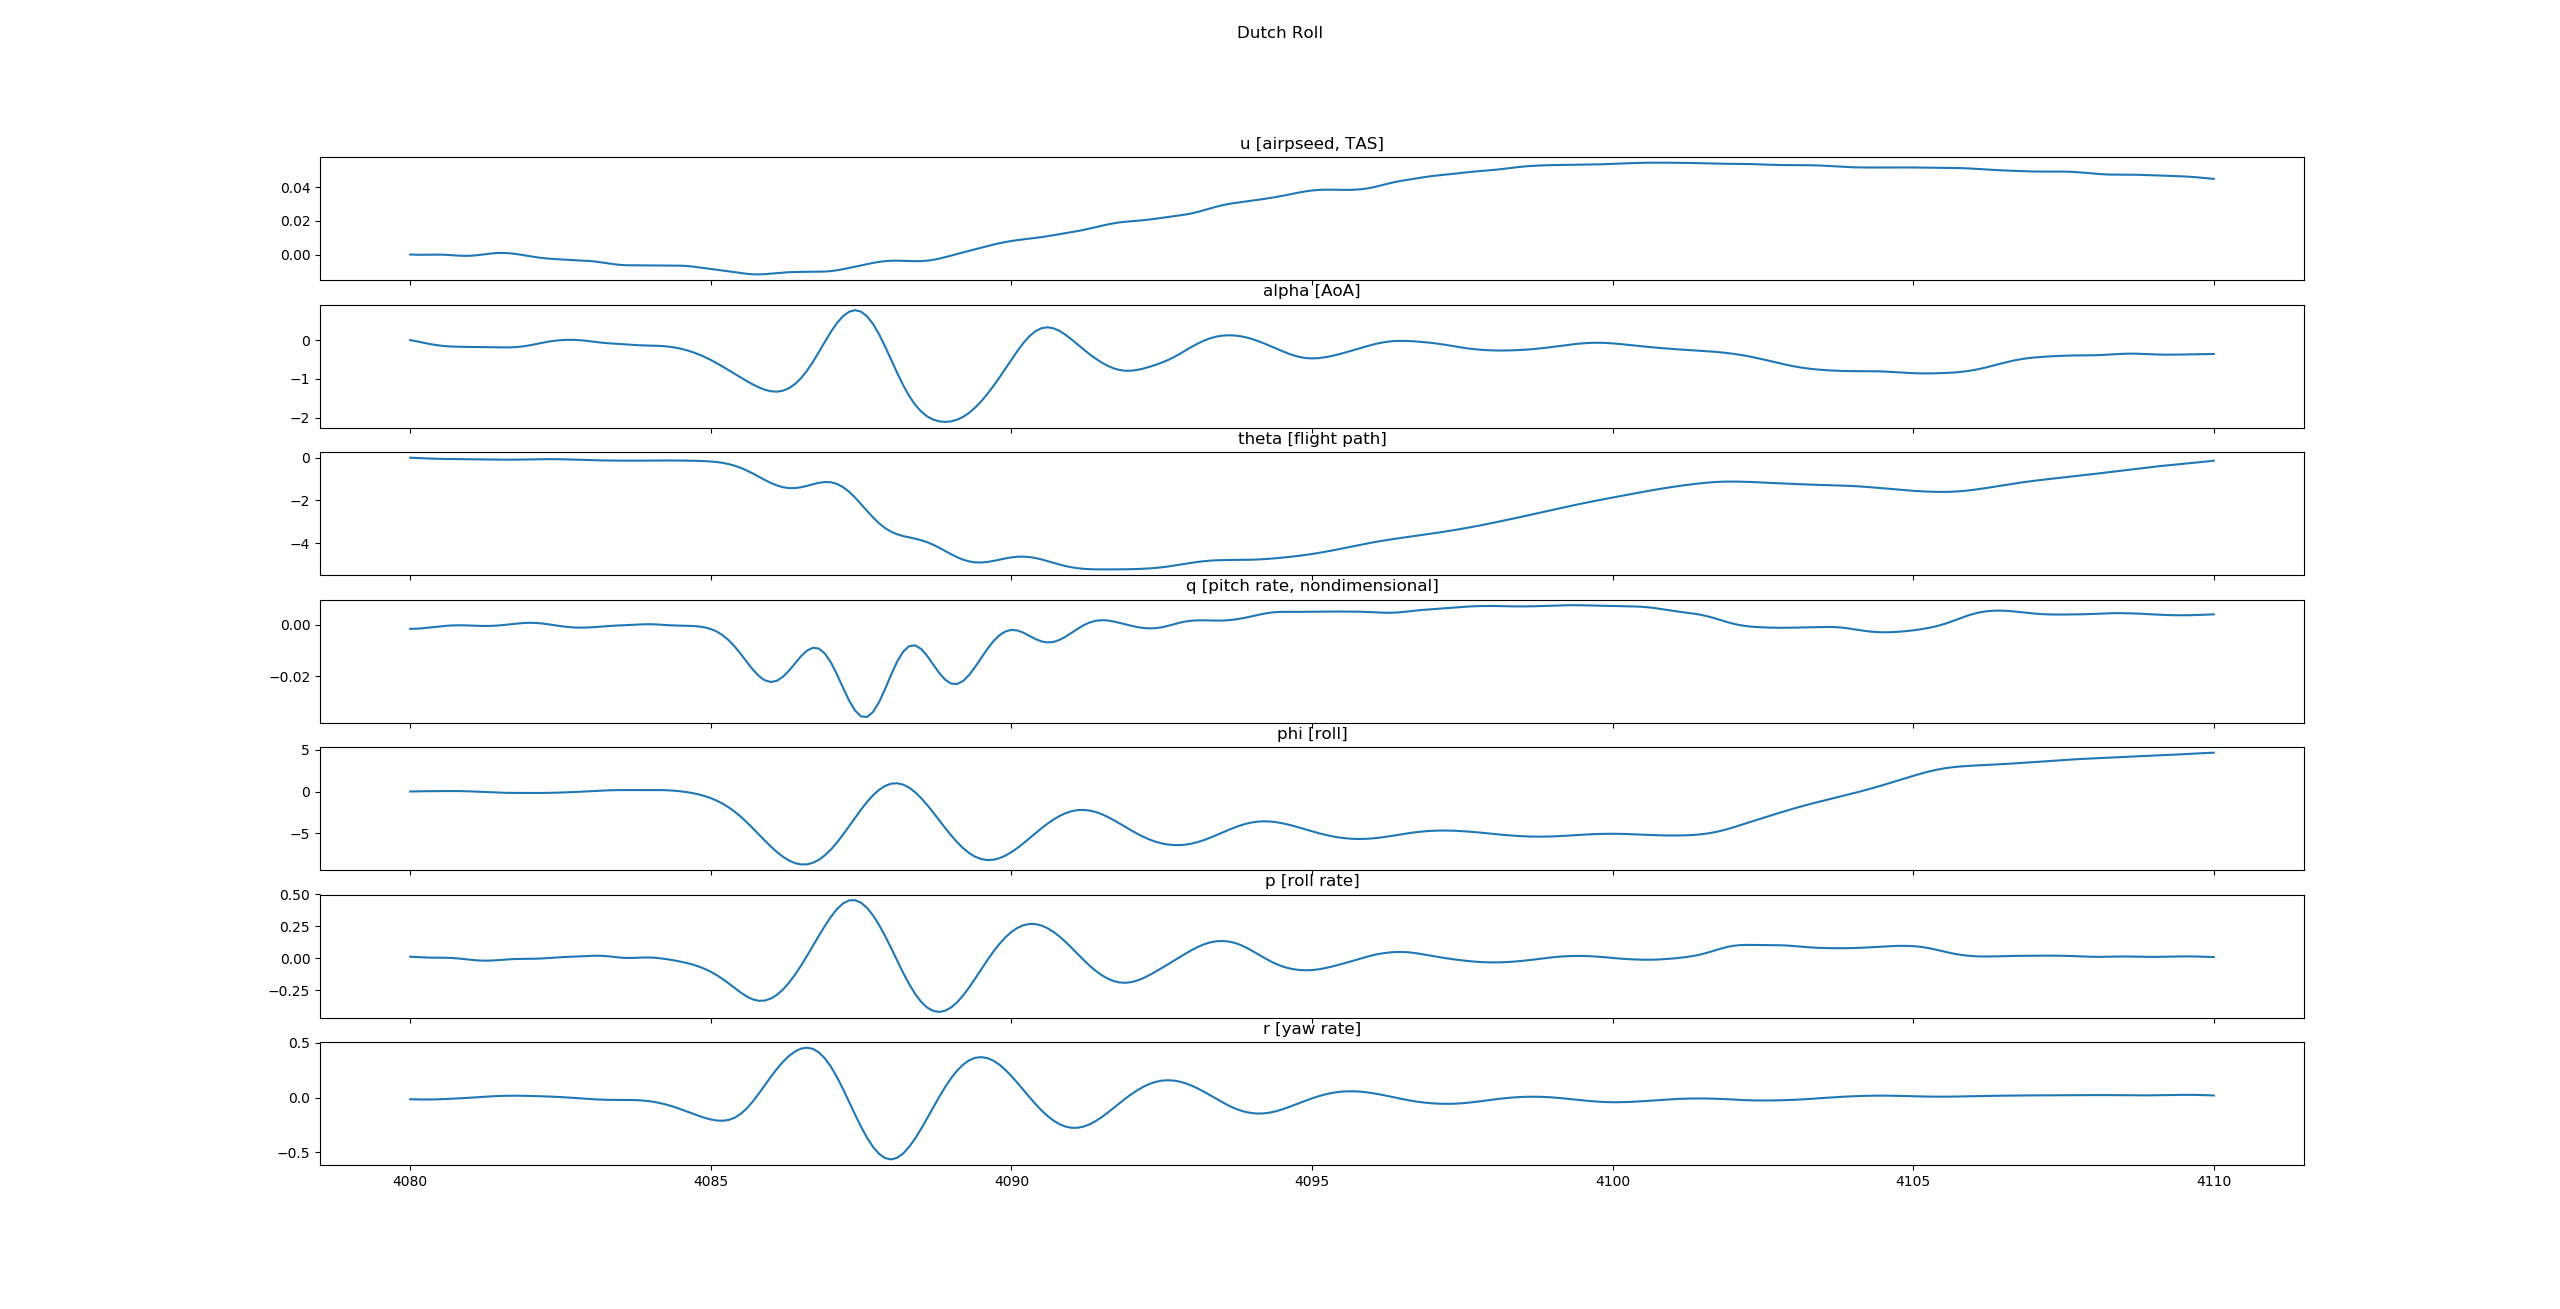 Dutch Roll
u [airpseed, TAS]
0.04
0.02
0.00
alpha [AoA]
0
−1
−2
theta [flight path]
0
−2
−4
q [pitch rate, nondimensional]
0.00
−0.02
phi [roll]
5
0
−5
p [roll rate]
0.50
0.25
0.00
−0.25
r [yaw rate]
0.5
0.0
−0.5
4080 4085 4090 4095 4100 4105 4110